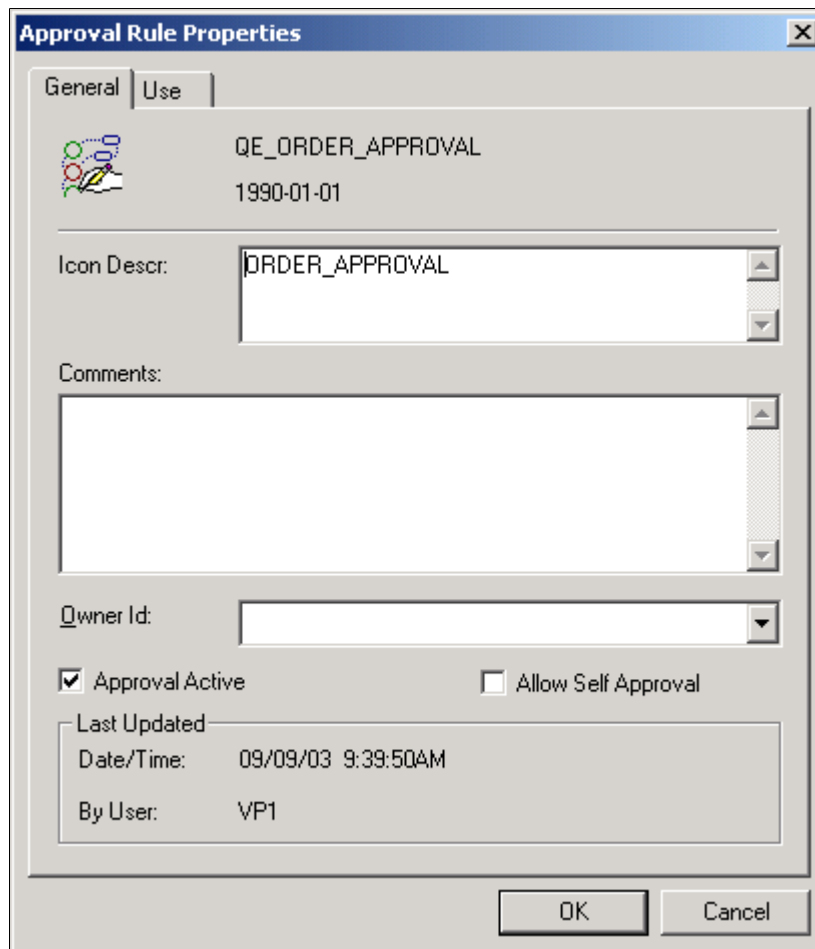 Approval Rule Properties
General
Use
QE_ORDER_APPROVAL
1990-01-01
Icon Descr:
ORDER_APPROVAL
Comments:
Owner Id:
Approval Active
Allow Self Approval
Last Updated
Date/Time: 09/09/03 9:39:50AM
By User: VP1
OK
Cancel